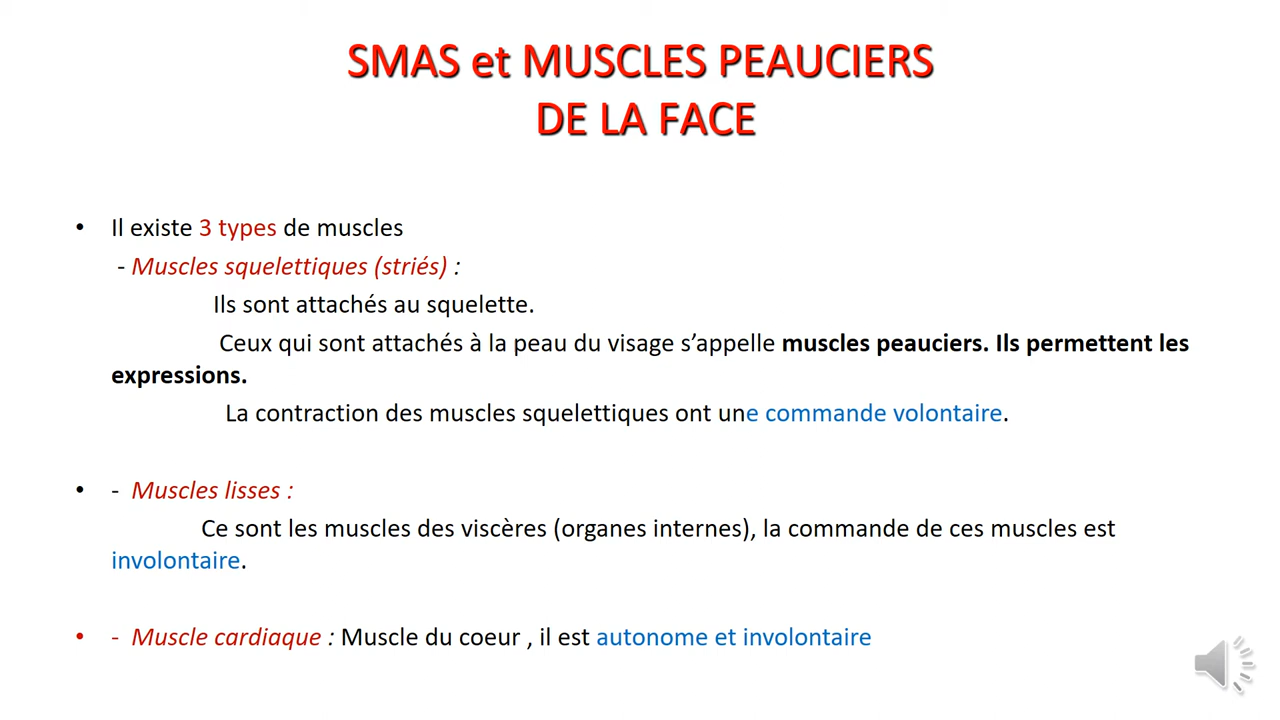 SMAS et MUSCLES PEAUCIERS
DE LA FACE
• Il existe 3 types de muscles
- Muscles squelettiques (striés) :
Ils sont attachés au squelette.
Ceux qui sont attachés à la peau du visage s’appelle muscles peauciers. Ils permettent les
expressions.
La contraction des muscles squelettiques ont une commande volontaire.
• - Muscles lisses :
Ce sont les muscles des viscères (organes internes), la commande de ces muscles est
involontaire.
• - Muscle cardiaque : Muscle du coeur , il est autonome et involontaire